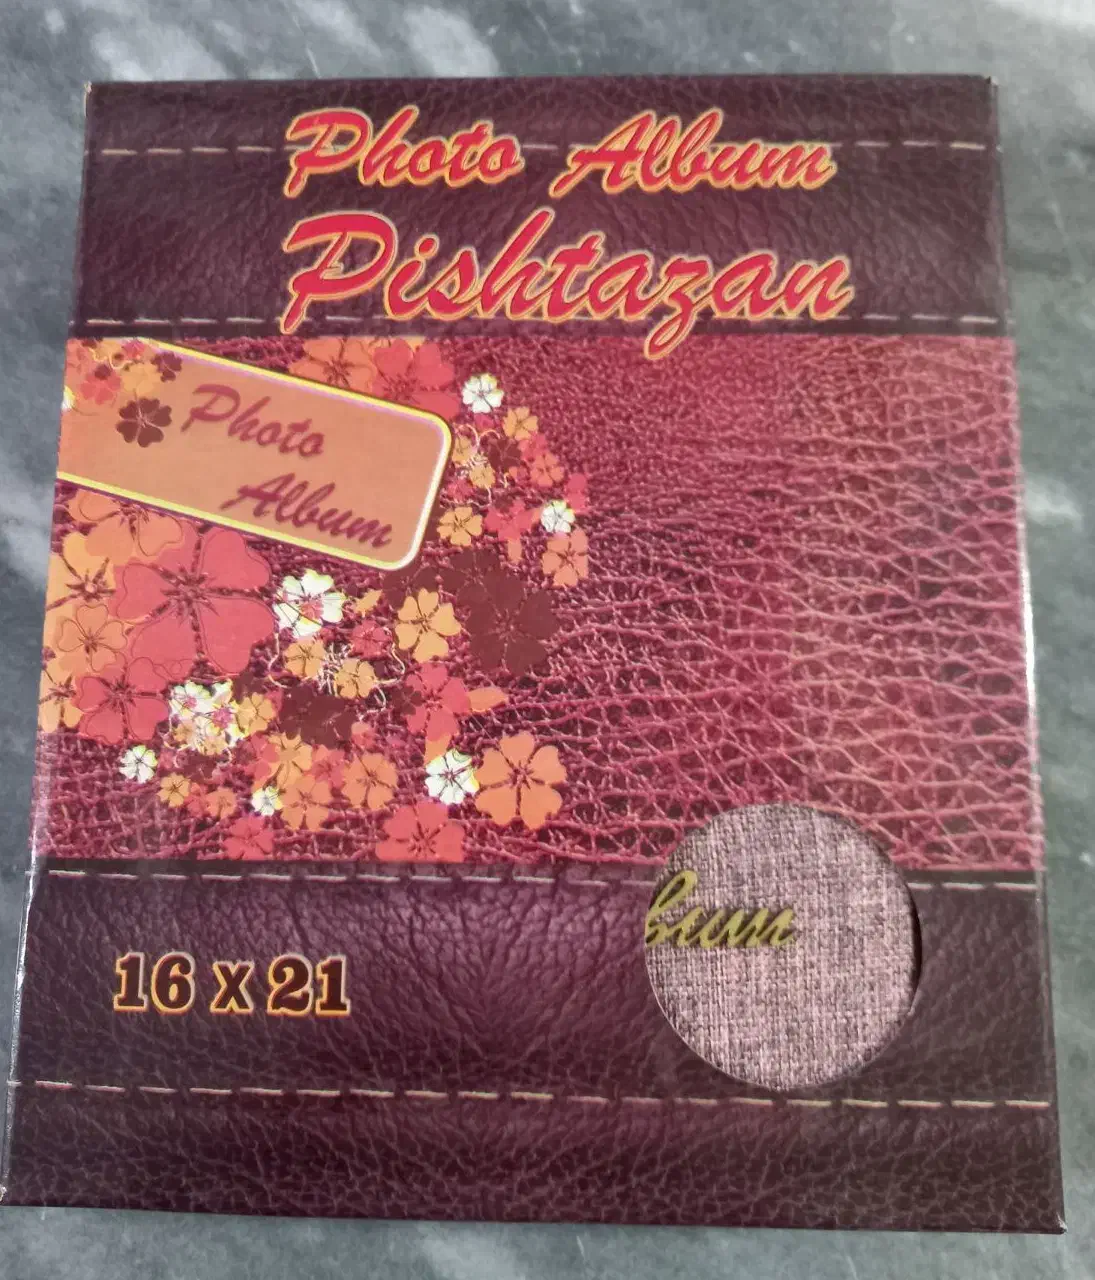 Photo Album
Pishtazan
Photo
Album
bum
16 x 21